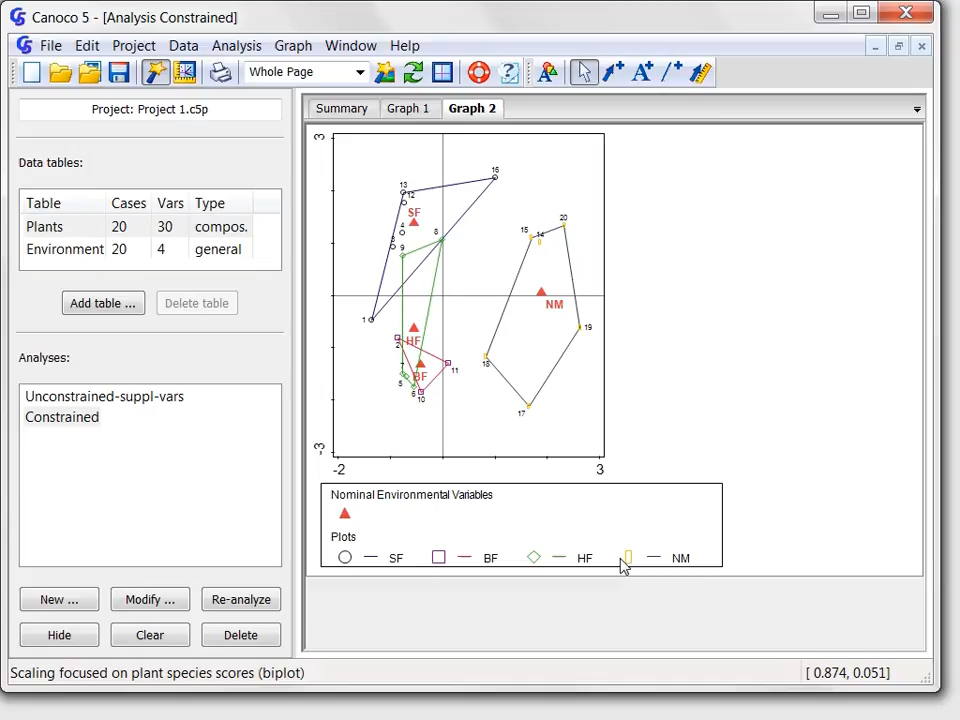 Canoco 5 - [Analysis Constrained]
File Edit Project Data Analysis Graph Window Help
Whole Page
Project: Project 1.c5p
Data tables:
Table Cases Vars Type
Plants 20 30 compos.
Environment 20 4 general
Add table ... Delete table
Analyses:
Unconstrained-suppl-vars
Constrained
New ... Modify ... Re-analyze
Hide Clear Delete
Summary Graph 1 Graph 2
3
16
13
12
SF
20
4
8
15
14
3
9
NM
1
19
HF
2
18
7
11
BF
5
6
10
17
-3
-2 3
Nominal Environmental Variables
Plots
SF BF HF NM
Scaling focused on plant species scores (biplot) [ 0.874, 0.051]